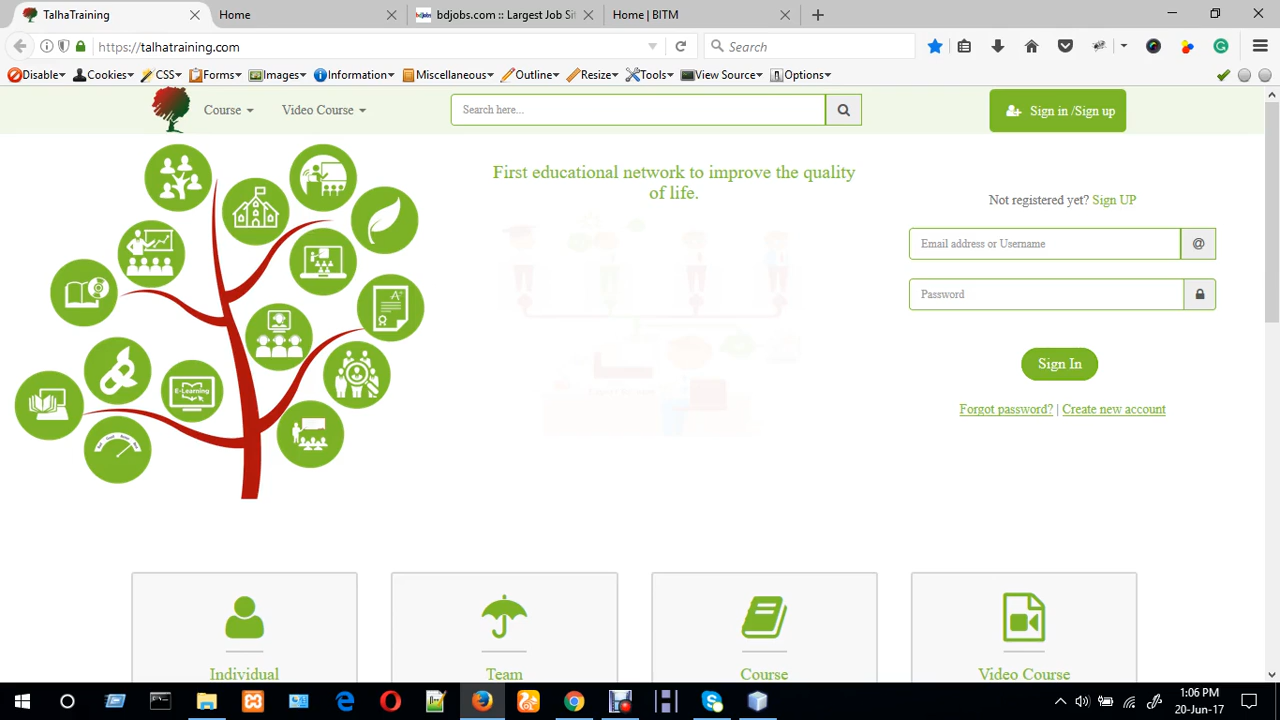 TalhaTraining
Home
bdjobs.com :: Largest Job Sit
Home | BITM
https://talhatraining.com
Search
Disable
Cookies
CSS
Forms
Images
Information
Miscellaneous
Outline
Resize
Tools
View Source
Options
Course
Video Course
Search here...
Sign in /Sign up
First educational network to improve the quality
of life.
Not registered yet? Sign UP
Email address or Username
@
Password
Sign In
Forgot password? | Create new account
A+
E-Learning
Individual
Team
Course
Video Course
1:06 PM
20-Jun-17